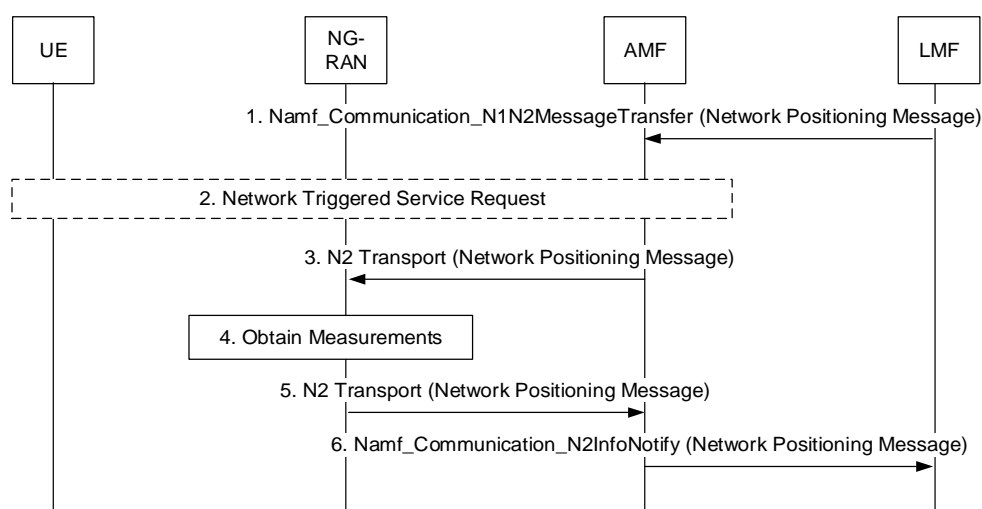 UE
NG-
RAN
AMF
LMF
1. Namf_Communication_N1N2MessageTransfer (Network Positioning Message)
2. Network Triggered Service Request
3. N2 Transport (Network Positioning Message)
4. Obtain Measurements
5. N2 Transport (Network Positioning Message)
6. Namf_Communication_N2InfoNotify (Network Positioning Message)